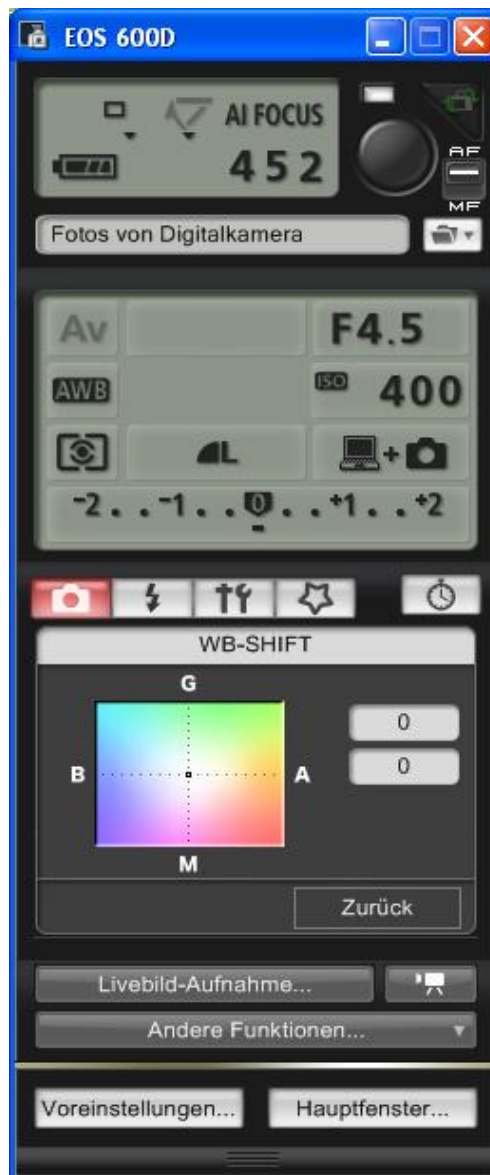 EOS 600D
AI FOCUS
452
AF
MF
Fotos von Digitalkamera
Av
F4.5
AWB
ISO 400
L
+
-2..-1..0..+1..+2
WB-SHIFT
G
0
B
A
0
M
Zurück
Livebild-Aufnahme...
Andere Funktionen...
Voreinstellungen...
Hauptfenster...